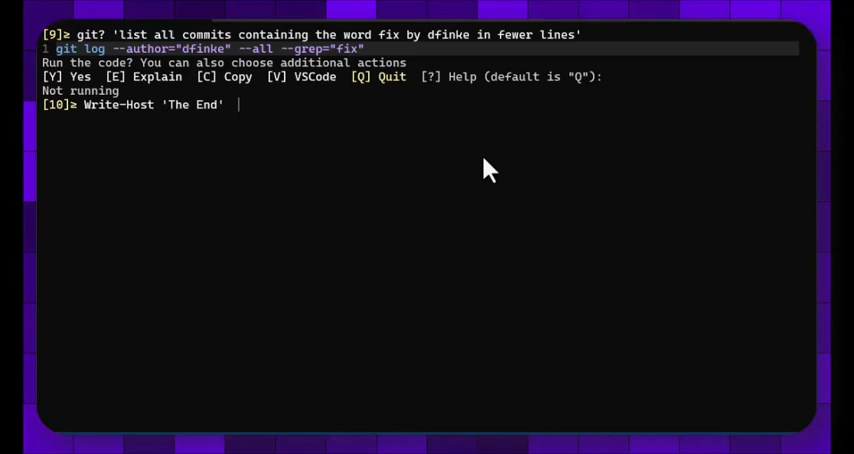 [9]≥ git? 'list all commits containing the word fix by dfinke in fewer lines'
1 git log --author="dfinke" --all --grep="fix"
Run the code? You can also choose additional actions
[Y] Yes  [E] Explain  [C] Copy  [V] VSCode  [Q] Quit  [?] Help (default is "Q"):
Not running
[10]≥ Write-Host 'The End'